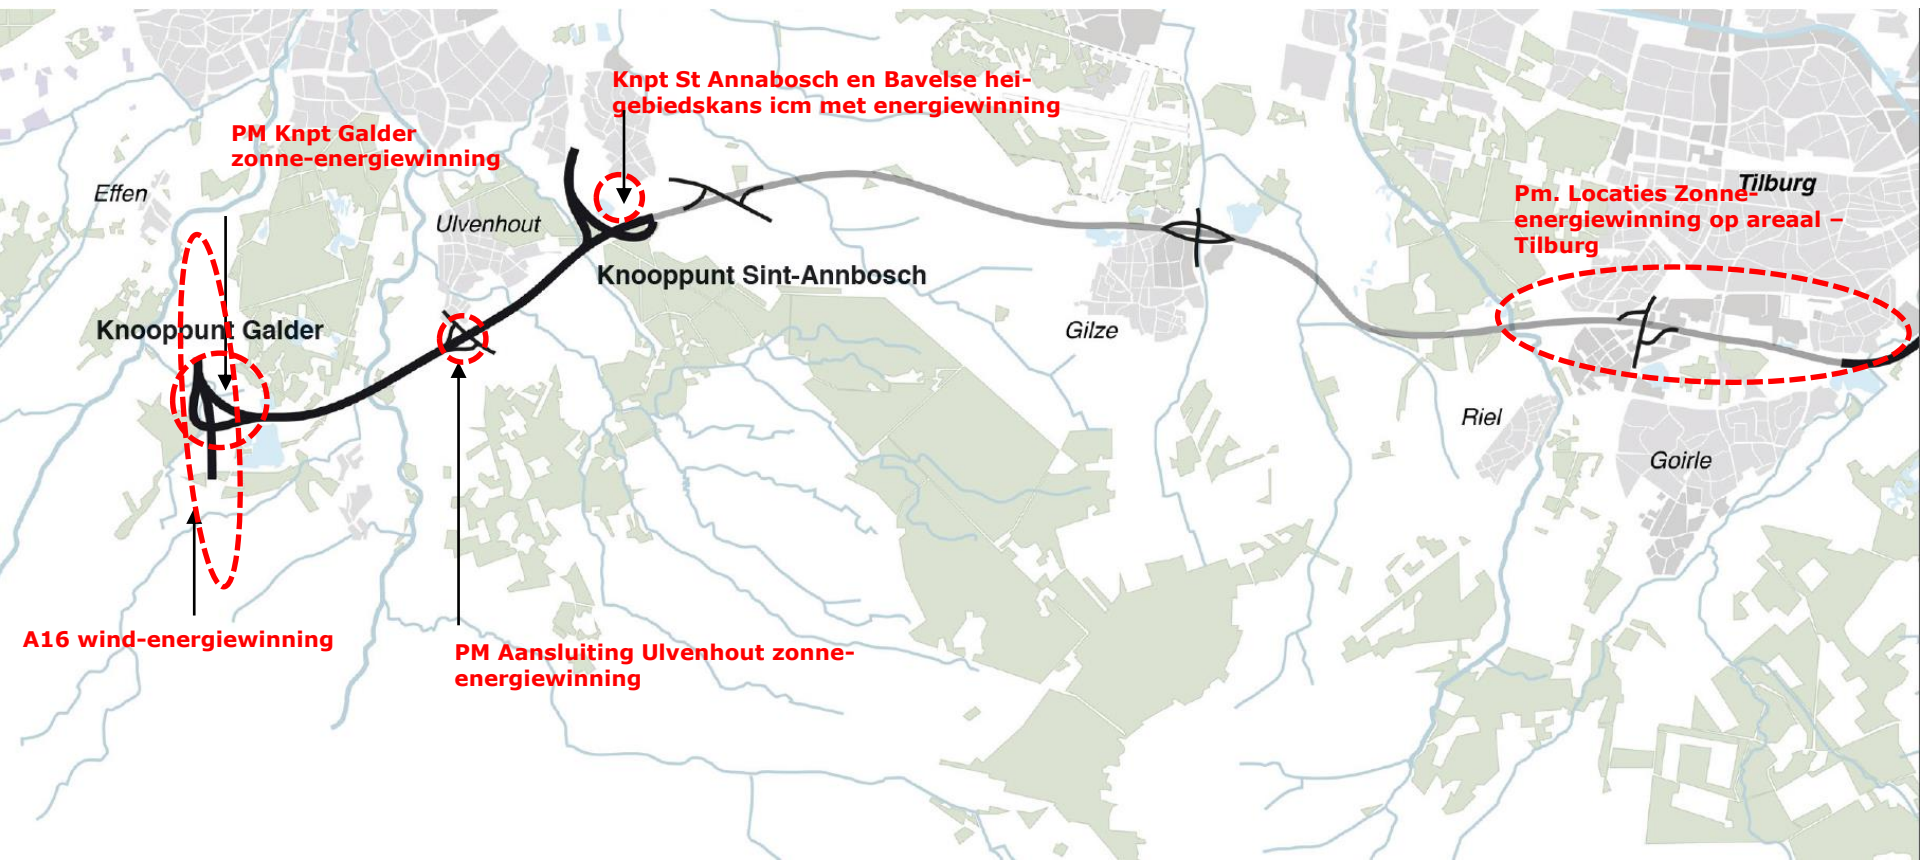 Knpt St Annabosch en Bavelse hei-
gebiedskans icm met energiewinning
PM Knpt Galder
zonne-energiewinning
Effen
Ulvenhout
Tilburg
Pm. Locaties Zonne-
energiewinning op areaal –
Tilburg
Knooppunt Sint-Annbosch
Knooppunt Galder
Gilze
Riel
Goirle
A16 wind-energiewinning
PM Aansluiting Ulvenhout zonne-
energiewinning